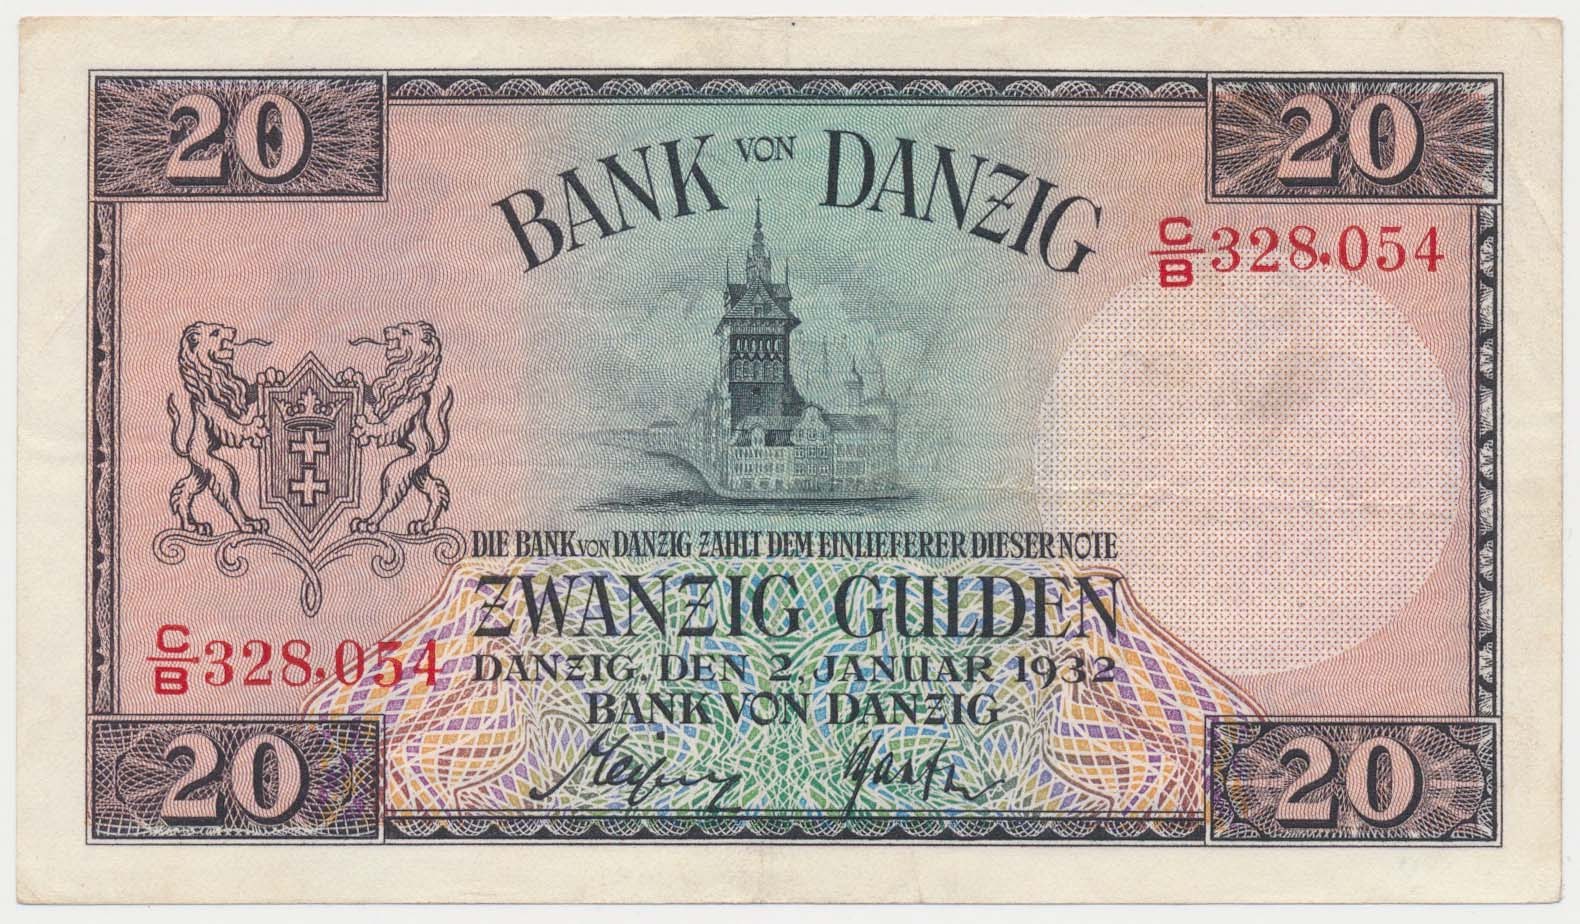 20 20
BANK VON DANZIG
C/B 328.054
DIE BANK VON DANZIG ZAHLT DEM EINLIEFERER DIESER NOTE
ZWANZIG GULDEN
C/B 328.054
DANZIG DEN 2. JANUAR 1932
BANK VON DANZIG
20 20